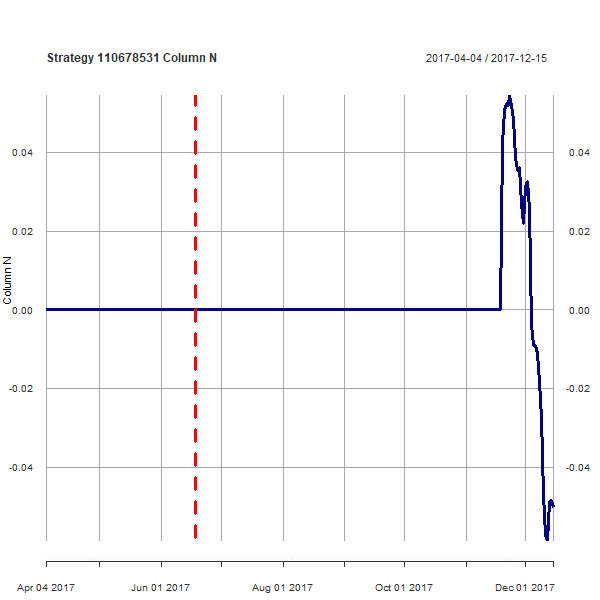 Strategy 110678531 Column N
2017-04-04 / 2017-12-15
Column N
0.04
0.02
0.00
-0.02
-0.04
0.04
0.02
0.00
-0.02
-0.04
Apr 04 2017
Jun 01 2017
Aug 01 2017
Oct 01 2017
Dec 01 2017